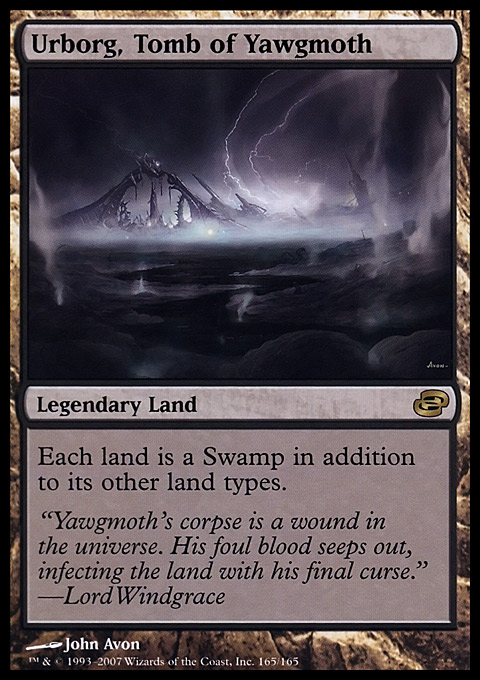 Urborg, Tomb of Yawgmoth
AVON-
Legendary Land
Each land is a Swamp in addition
to its other land types.
“Yawgmoth’s corpse is a wound in
the universe. His foul blood seeps out,
infecting the land with his final curse.”
—Lord Windgrace
John Avon
™ & © 1993–2007 Wizards of the Coast, Inc. 165/165